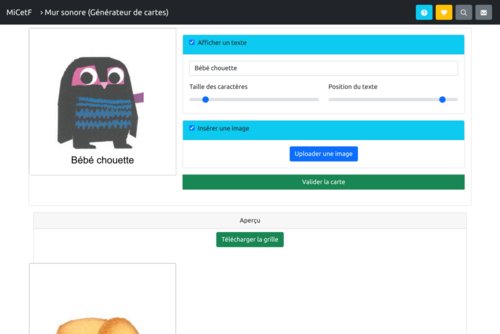 MiCetF › Mur sonore (Générateur de cartes)
Afficher un texte
Bébé chouette
Taille des caractères Position du texte
Insérer une image
Uploader une image
Bébé chouette
Valider la carte
Aperçu
Télécharger la grille